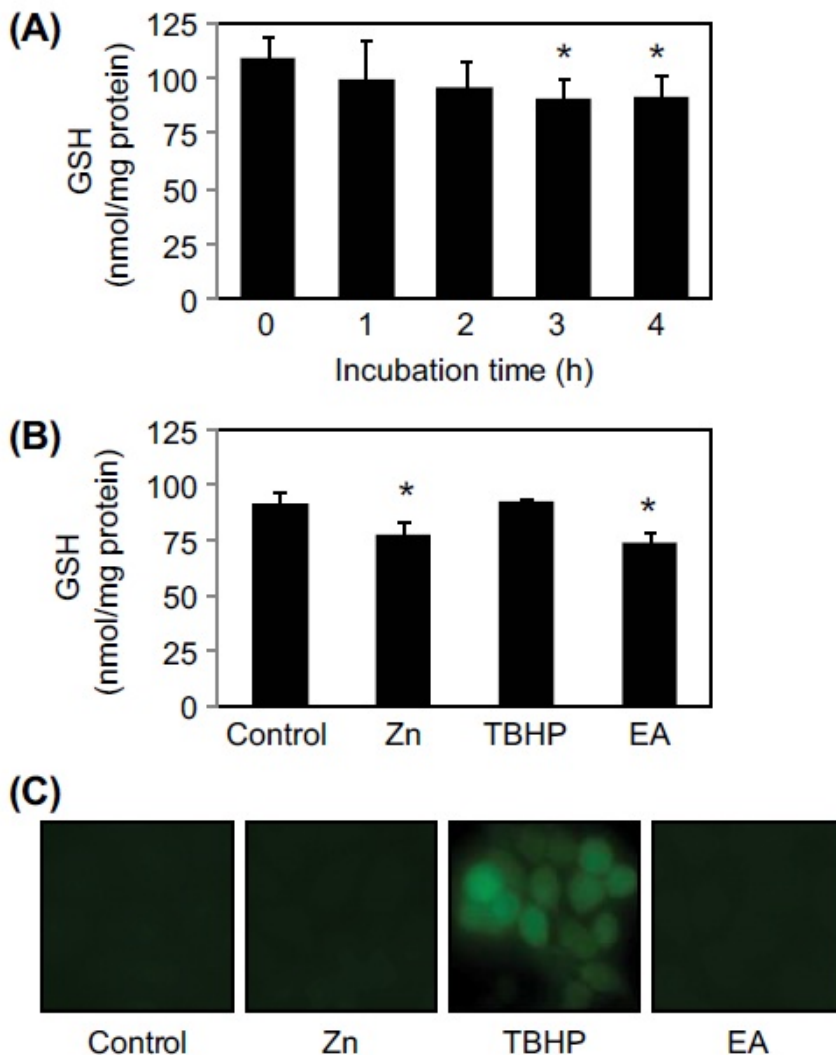 (A)
GSH
(nmol/mg protein)
125
100
75
50
25
0
* *
0 1 2 3 4
Incubation time (h)
(B)
GSH
(nmol/mg protein)
125
100
75
50
25
0
* *
Control Zn TBHP EA
(C)
Control Zn TBHP EA